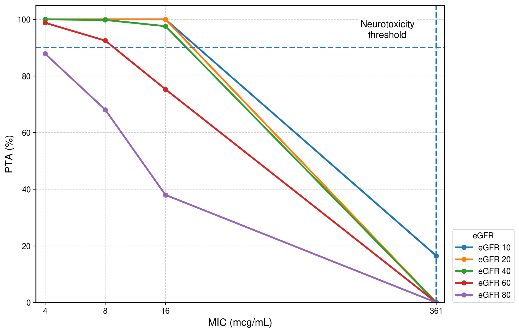 Neurotoxicity
threshold
100
80
60
40
20
0
PTA (%)
4
8
16
361
MIC (mcg/mL)
eGFR
eGFR 10
eGFR 20
eGFR 40
eGFR 60
eGFR 80